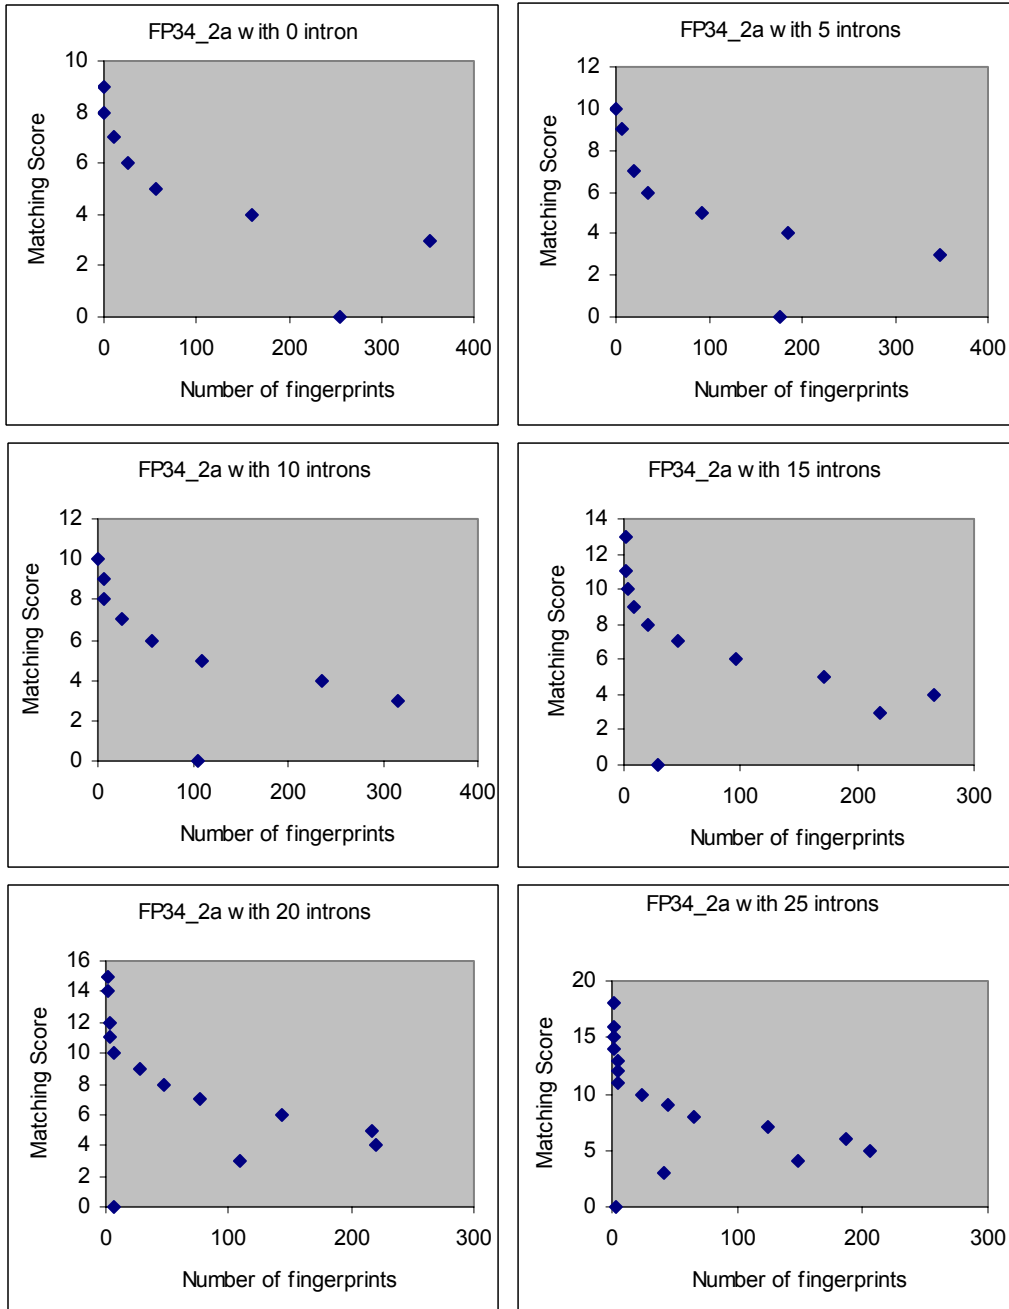 FP34_2a with 0 intron
10
8
6
4
2
0
Matching Score
0 100 200 300 400
Number of fingerprints
FP34_2a with 5 introns
12
10
8
6
4
2
0
Matching Score
0 100 200 300 400
Number of fingerprints
FP34_2a with 10 introns
12
10
8
6
4
2
0
Matching Score
0 100 200 300 400
Number of fingerprints
FP34_2a with 15 introns
14
12
10
8
6
4
2
0
Matching Score
0 100 200 300
Number of fingerprints
FP34_2a with 20 introns
16
14
12
10
8
6
4
2
0
Matching Score
0 100 200 300
Number of fingerprints
FP34_2a with 25 introns
20
15
10
5
0
Matching Score
0 100 200 300
Number of fingerprints